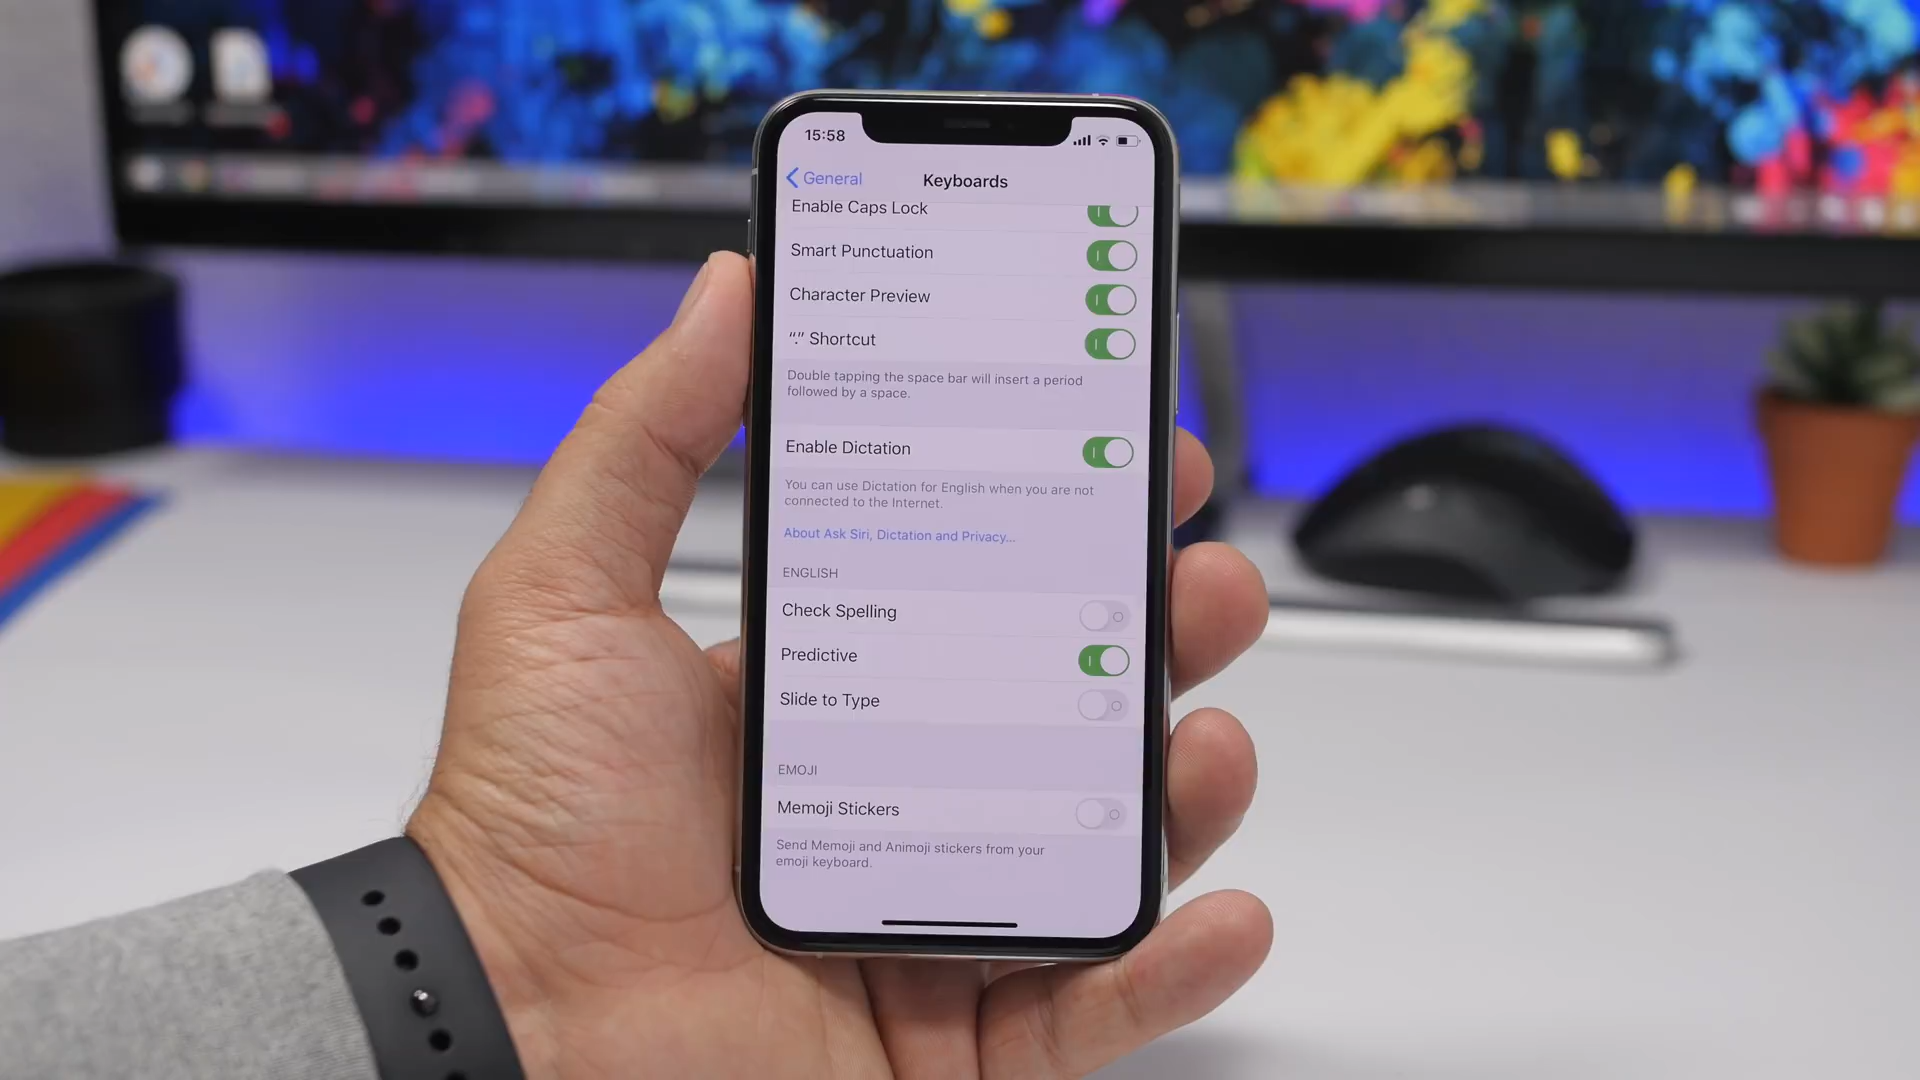 15:58
General
Keyboards
Enable Caps Lock
Smart Punctuation
Character Preview
“.” Shortcut
Double tapping the space bar will insert a period
followed by a space.
Enable Dictation
You can use Dictation for English when you are not
connected to the Internet.
About Ask Siri, Dictation and Privacy...
ENGLISH
Check Spelling
Predictive
Slide to Type
EMOJI
Memoji Stickers
Send Memoji and Animoji stickers from your
emoji keyboard.